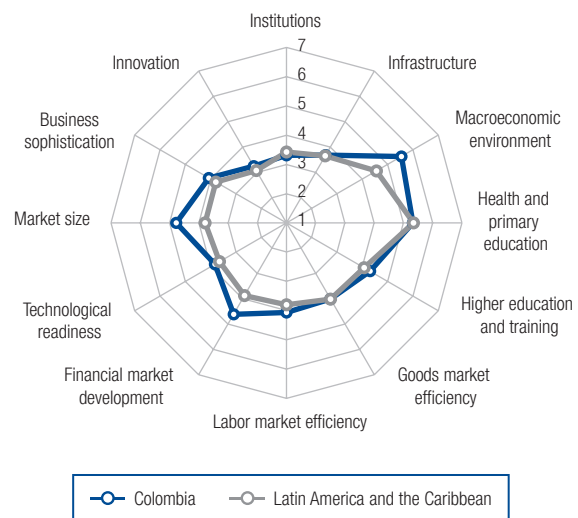 Institutions
7
6
5
4
3
2
1
Innovation
Infrastructure
Business
sophistication
Macroeconomic
environment
Market size
Health and
primary
education
Technological
readiness
Higher education
and training
Financial market
development
Goods market
efficiency
Labor market efficiency
Colombia
Latin America and the Caribbean